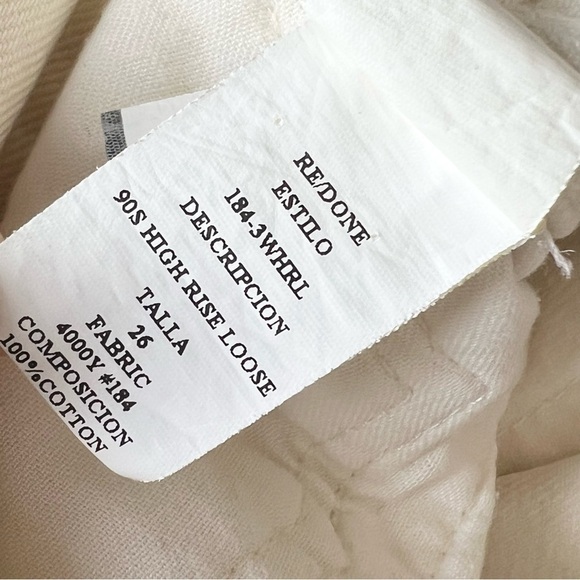 RE/DONE
ESTILO
184-3WHRL
DESCRIPCION
90S HIGH RISE LOOSE
TALLA
26
FABRIC
4000Y #184
COMPOSICION
100%COTTON